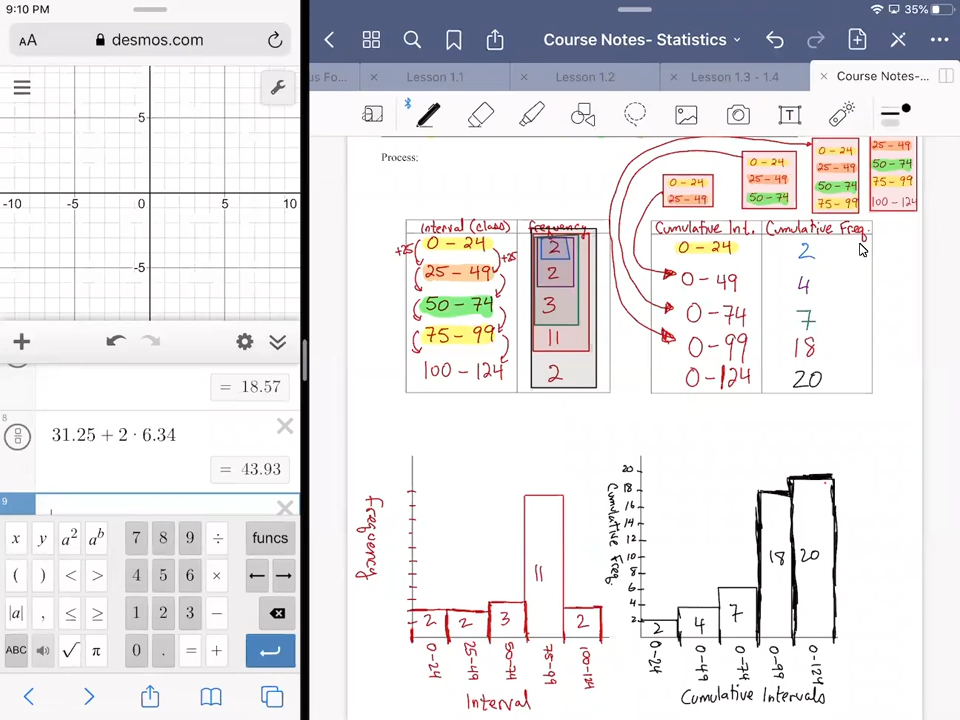 9:10 PM
35%
AA desmos.com
Course Notes- Statistics
us Fo...
Lesson 1.1
Lesson 1.2
Lesson 1.3 - 1.4
Course Notes-...
5
-10 -5 0 5 10
-5
= 18.57
8
31.25 + 2 · 6.34
= 43.93
9
x y a² aᵇ 7 8 9 ÷ funcs
( ) < > 4 5 6 × ← →
|a| , ≤ ≥ 1 2 3 −
ABC √ π 0 . = +
Process:
0-24
25-49
0-24
25-49
50-74
0-24
25-49
50-74
75-99
25-49
50-74
75-99
100-124
Interval (class) frequency
+25 0-24 +25 2
25-49 2
50-74 3
75-99 11
100-124 2
Cumulative Int. Cumulative Freq.
0-24 2
0-49 4
0-74 7
0-99 18
0-124 20
Frequency
2 2 3 11 2
0-24 25-49 50-74 75-99 100-124
Interval
Cumulative Freq.
20
18
16
14
12
10
8
6
4
2
2 4 7 18 20
0-24 0-49 0-74 0-99 0-124
Cumulative Intervals